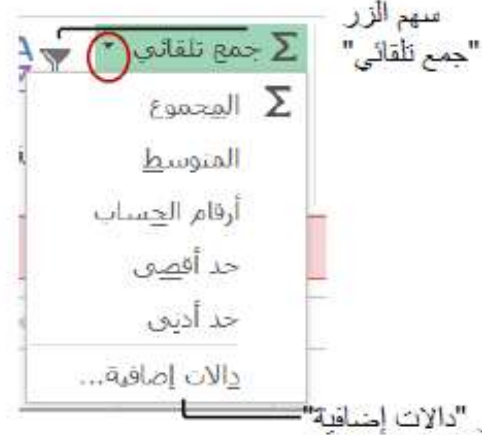 سهم الزر
"جمع تلقائي"
Σ جمع تلقائي
Σ المجموع
المتوسط
أرقام الحساب
حد أقصى
حد أدنى
دالات إضافية...
"دالات إضافية"